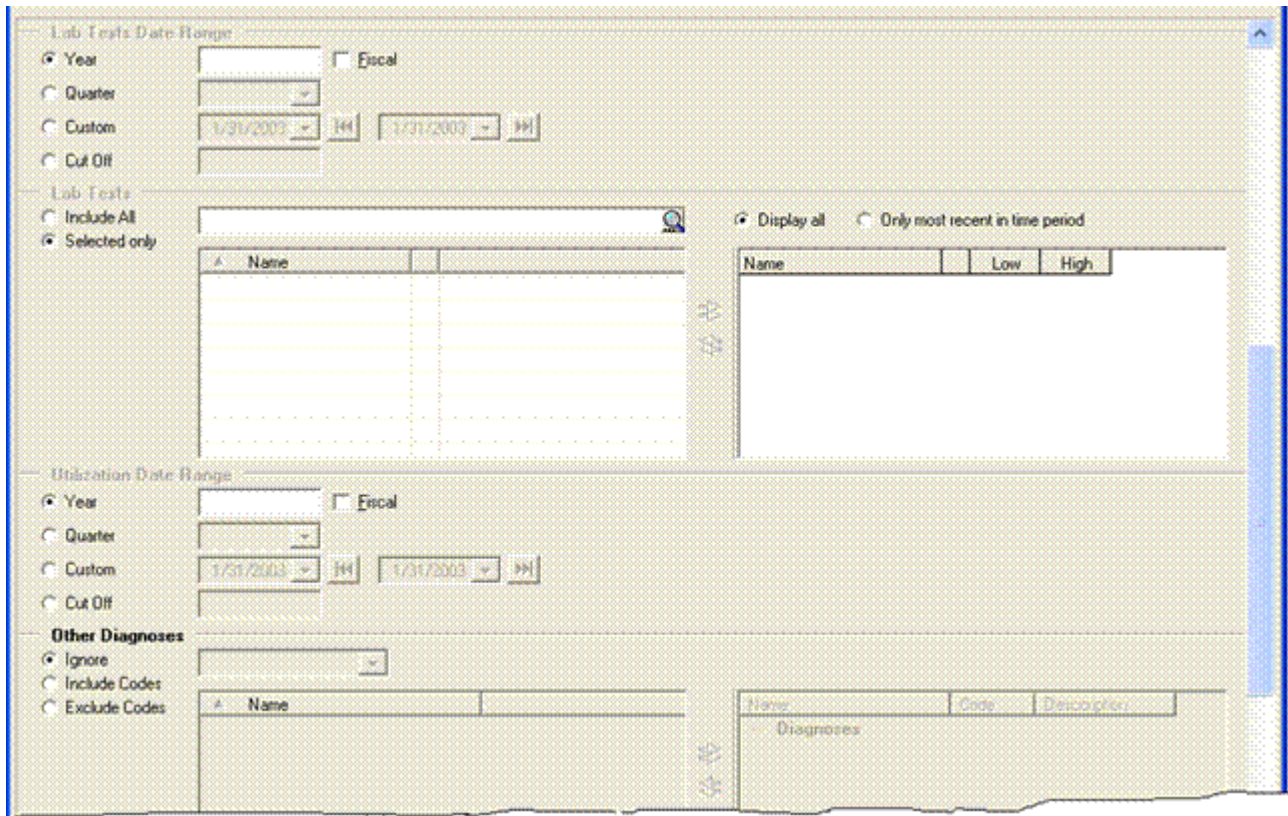 Lab Tests Date Range
Year Fiscal
Quarter
Custom 1/31/2003 1/31/2003
Cut Off
Lab Tests
Include All
Display all Only most recent in time period
Selected only
Name Name Low High
Utilization Date Range
Year Fiscal
Quarter
Custom 1/31/2003 1/31/2003
Cut Off
Other Diagnoses
Ignore
Include Codes
Exclude Codes Name Name Code Description
Diagnoses